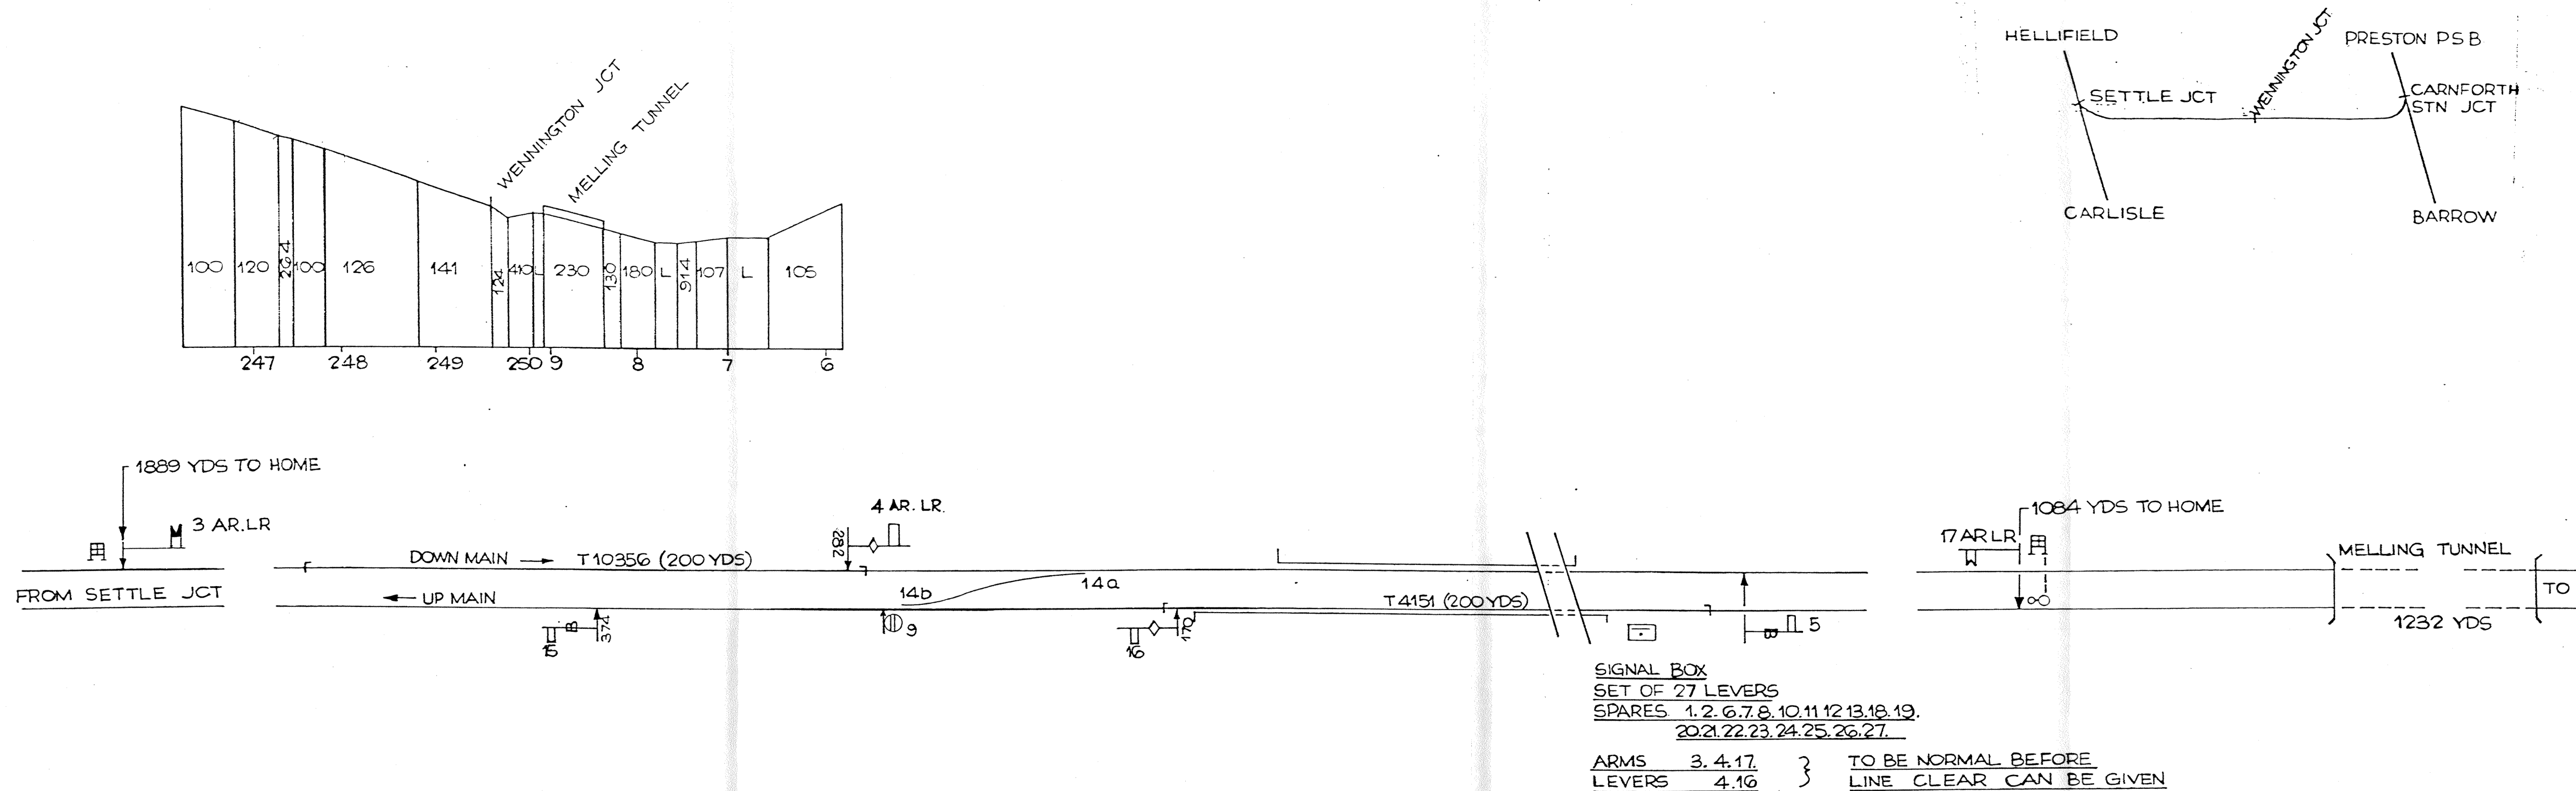 HELLIFIELD
WENNINGTON JCT
PRESTON PSB
SETTLE JCT
CARNFORTH
STN JCT
CARLISLE
BARROW
WENNINGTON JCT
MELLING TUNNEL
100 120 264 100 126 141 124 410 L 230 130 180 L 914 107 L 105
247 248 249 250 9 8 7 6
1889 YDS TO HOME
3 AR.LR
4 AR. LR.
282
1084 YDS TO HOME
17 AR LR
DOWN MAIN → T10356 (200 YDS)
MELLING TUNNEL
FROM SETTLE JCT
← UP MAIN
14b
14a
T4151 (200 YDS)
TO
1232 YDS
15
B
374
9
16
170
B
5
SIGNAL BOX
SET OF 27 LEVERS
SPARES 1.2.6.7.8.10.11 12 13.18.19.
20.21.22.23.24.25.26.27.
ARMS 3.4.17. } TO BE NORMAL BEFORE
LEVERS 4.16 } LINE CLEAR CAN BE GIVEN